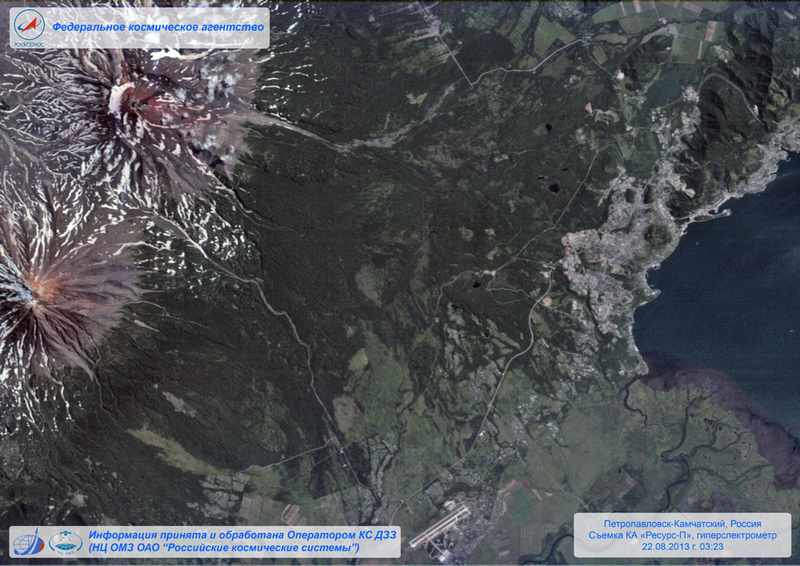 РОСКОСМОС
Федеральное космическое агентство
Информация принята и обработана Оператором КС ДЗЗ
(НЦ ОМЗ ОАО "Российские космические системы")
Петропавловск-Камчатский, Россия
Съемка КА «Ресурс-П», гиперспектрометр
22.08.2013 г. 03:23